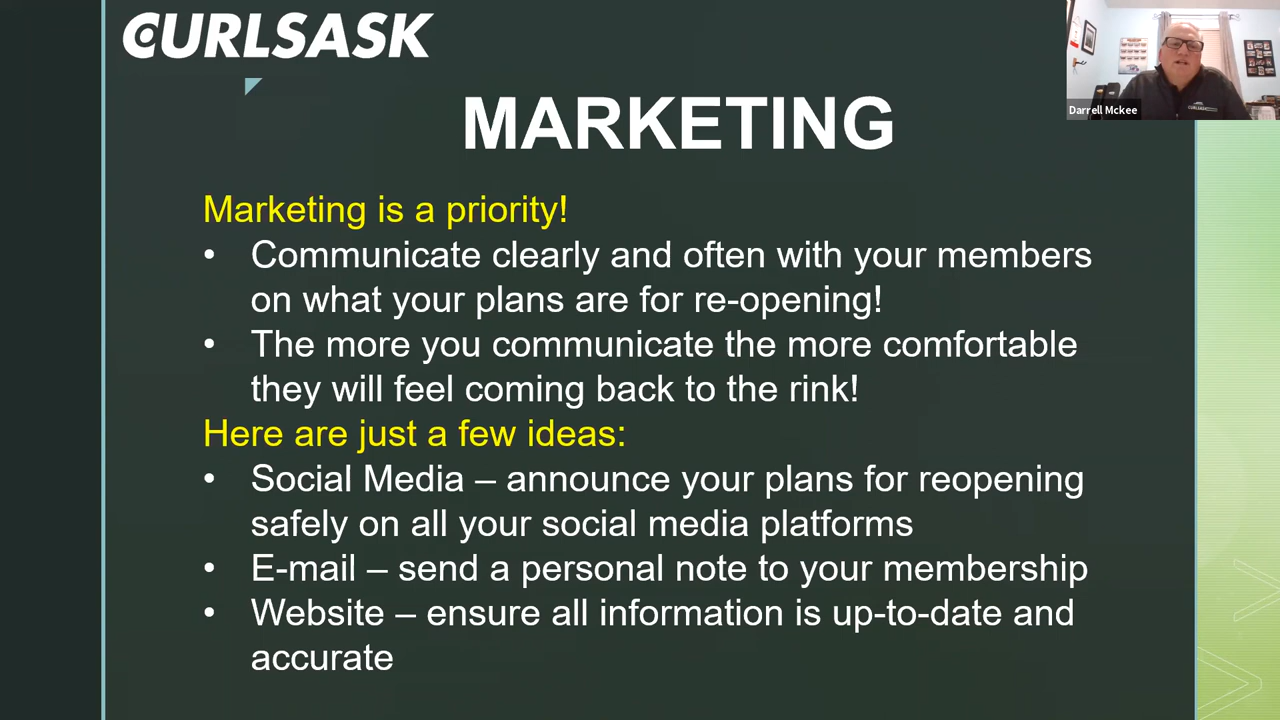 CURLSASK
Darrell Mckee
MARKETING
Marketing is a priority!
• Communicate clearly and often with your members
on what your plans are for re-opening!
• The more you communicate the more comfortable
they will feel coming back to the rink!
Here are just a few ideas:
• Social Media – announce your plans for reopening
safely on all your social media platforms
• E-mail – send a personal note to your membership
• Website – ensure all information is up-to-date and
accurate